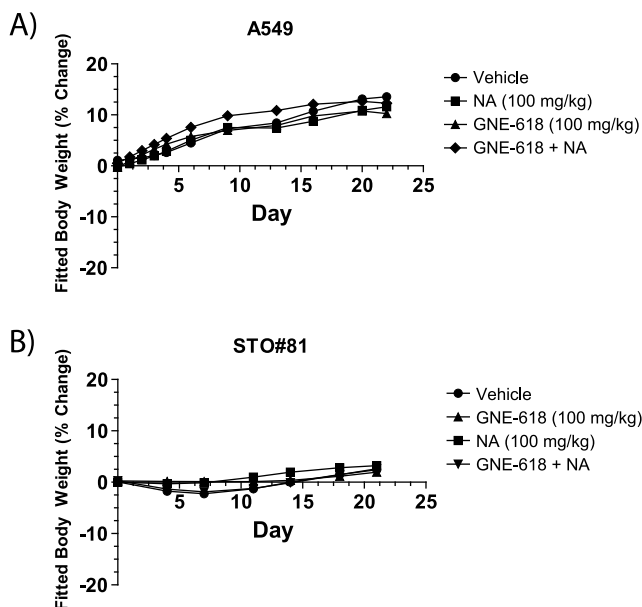 A)
A549
Fitted Body Weight (% Change)
20
10
0
-10
-20
5
10
15
20
25
Day
Vehicle
NA (100 mg/kg)
GNE-618 (100 mg/kg)
GNE-618 + NA
B)
STO#81
Fitted Body Weight (% Change)
20
10
0
-10
-20
5
10
15
20
25
Day
Vehicle
GNE-618 (100 mg/kg)
NA (100 mg/kg)
GNE-618 + NA